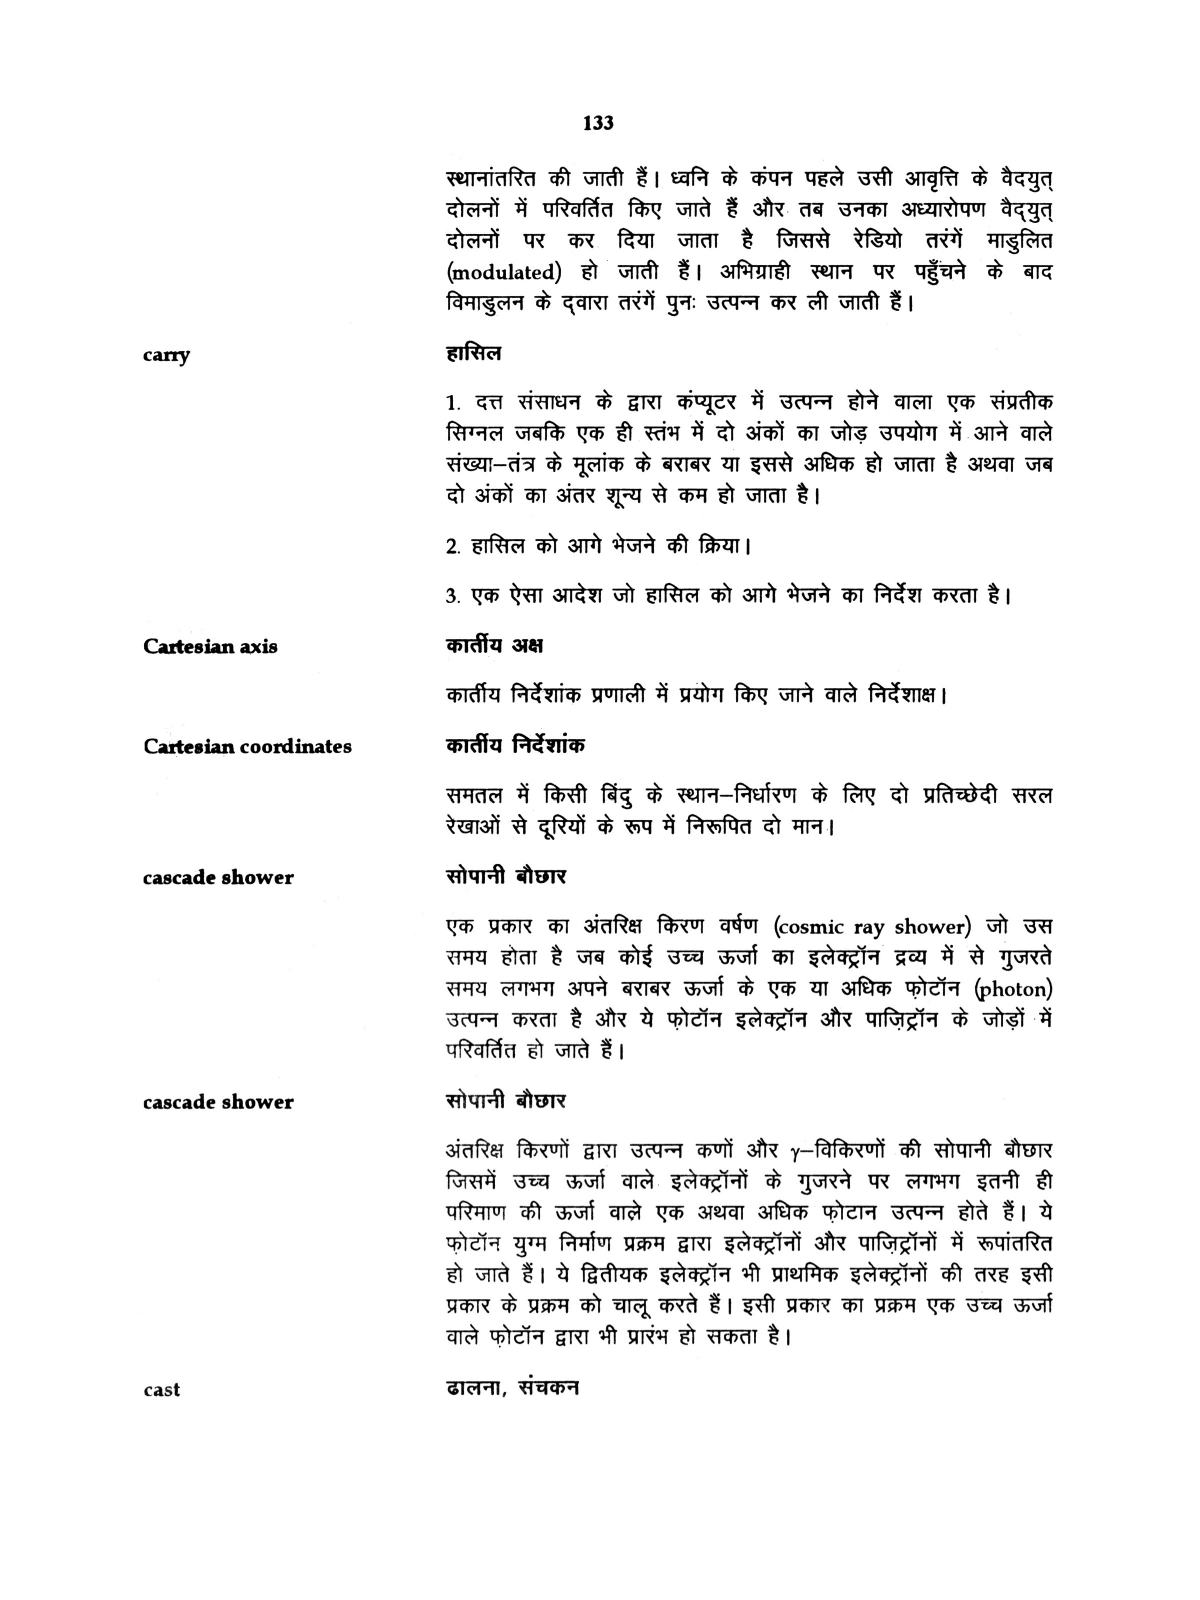 133
स्थानांतरित की जाती हैं। ध्वनि के कंपन पहले उसी आवृत्ति के वैदयुत्
दोलनों में परिवर्तित किए जाते हैं और तब उनका अध्यारोपण वैद्युत्
दोलनों पर कर दिया जाता है जिससे रेडियो तरंगें माडुलित
(modulated) हो जाती हैं। अभिग्राही स्थान पर पहुँचने के बाद
विमाडुलन के द्वारा तरंगें पुनः उत्पन्न कर ली जाती हैं।
carry हासिल
1. दत्त संसाधन के द्वारा कंप्यूटर में उत्पन्न होने वाला एक संप्रतीक
सिग्नल जबकि एक ही स्तंभ में दो अंकों का जोड़ उपयोग में आने वाले
संख्या–तंत्र के मूलांक के बराबर या इससे अधिक हो जाता है अथवा जब
दो अंकों का अंतर शून्य से कम हो जाता है।
2. हासिल को आगे भेजने की क्रिया।
3. एक ऐसा आदेश जो हासिल को आगे भेजने का निर्देश करता है।
Cartesian axis कार्तीय अक्ष
कार्तीय निर्देशांक प्रणाली में प्रयोग किए जाने वाले निर्देशाक्ष।
Cartesian coordinates कार्तीय निर्देशांक
समतल में किसी बिंदु के स्थान–निर्धारण के लिए दो प्रतिच्छेदी सरल
रेखाओं से दूरियों के रूप में निरूपित दो मान।
cascade shower सोपानी बौछार
एक प्रकार का अंतरिक्ष किरण वर्षण (cosmic ray shower) जो उस
समय होता है जब कोई उच्च ऊर्जा का इलेक्ट्रॉन द्रव्य में से गुजरते
समय लगभग अपने बराबर ऊर्जा के एक या अधिक फ़ोटॉन (photon)
उत्पन्न करता है और ये फ़ोटॉन इलेक्ट्रॉन और पाज़िट्रॉन के जोड़ों में
परिवर्तित हो जाते हैं।
cascade shower सोपानी बौछार
अंतरिक्ष किरणों द्वारा उत्पन्न कणों और γ–विकिरणों की सोपानी बौछार
जिसमें उच्च ऊर्जा वाले इलेक्ट्रॉनों के गुजरने पर लगभग इतनी ही
परिमाण की ऊर्जा वाले एक अथवा अधिक फ़ोटान उत्पन्न होते हैं। ये
फ़ोटॉन युग्म निर्माण प्रक्रम द्वारा इलेक्ट्रॉनों और पाज़िट्रॉनों में रूपांतरित
हो जाते हैं। ये द्वितीयक इलेक्ट्रॉन भी प्राथमिक इलेक्ट्रॉनों की तरह इसी
प्रकार के प्रक्रम को चालू करते हैं। इसी प्रकार का प्रक्रम एक उच्च ऊर्जा
वाले फ़ोटॉन द्वारा भी प्रारंभ हो सकता है।
cast ढालना, संचकन